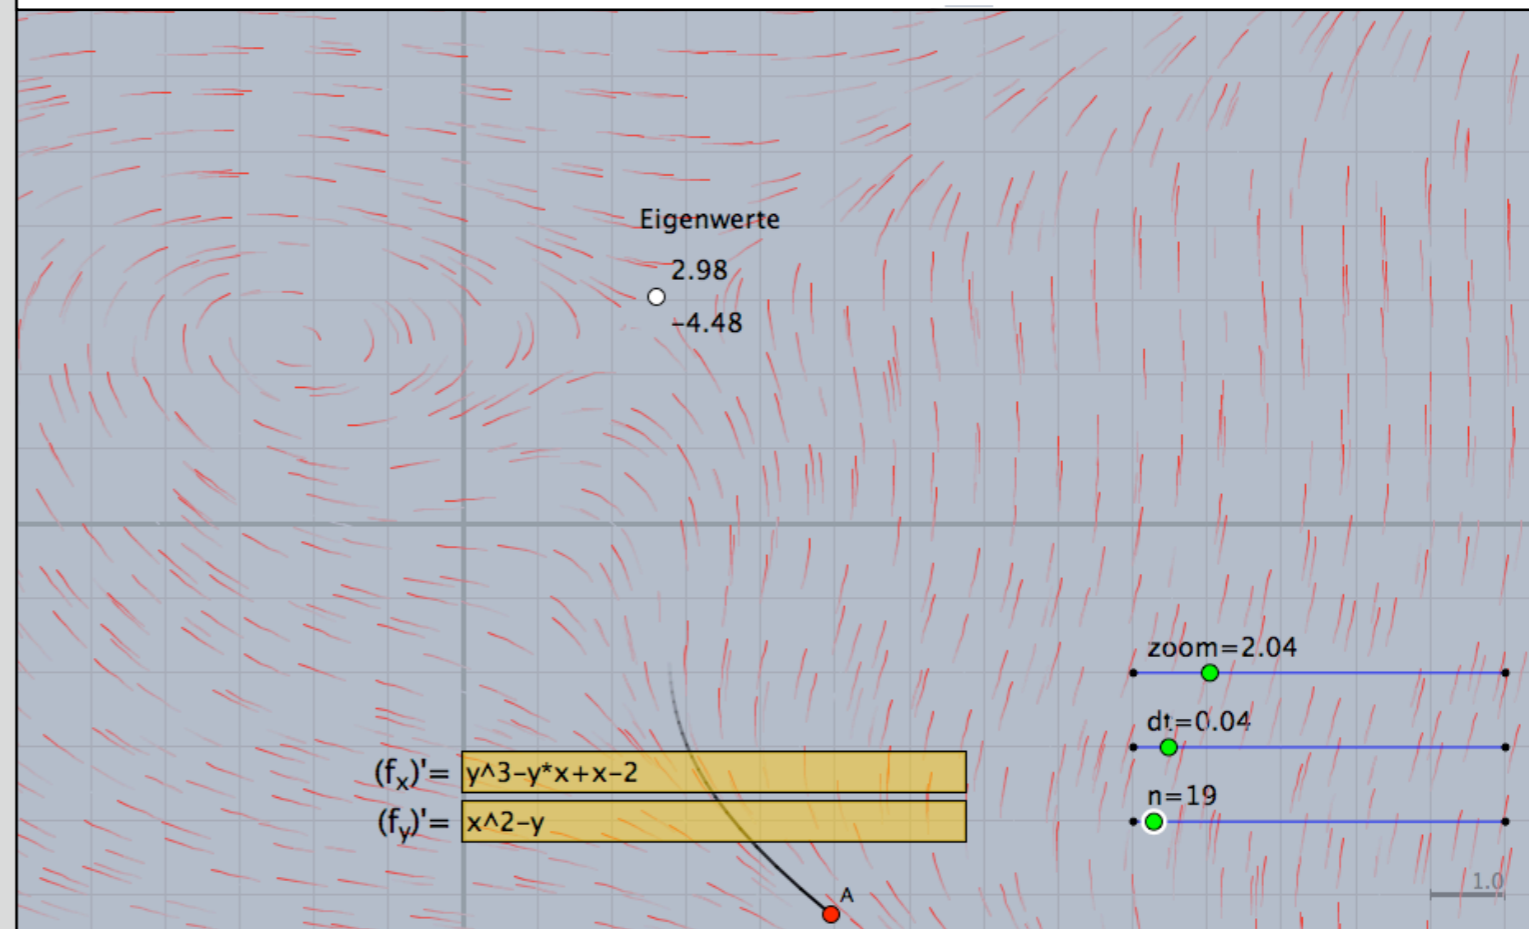 Eigenwerte
2.98
−4.48
zoom=2.04
dt=0.04
(fx)'= y^3−y*x+x−2
n=19
(fy)'= x^2−y
1.0
A